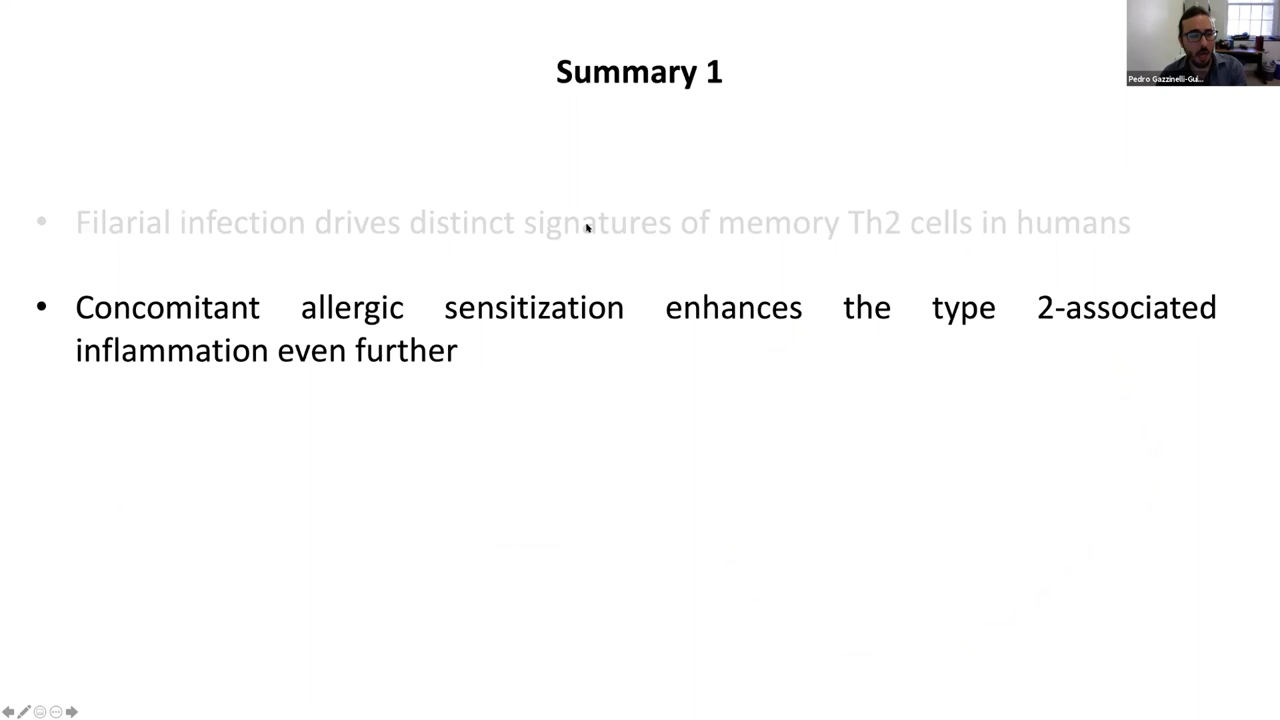 Summary 1
Pedro Gazzinelli-Gui...
• Filarial infection drives distinct signatures of memory Th2 cells in humans
• Concomitant allergic sensitization enhances the type 2-associated
inflammation even further